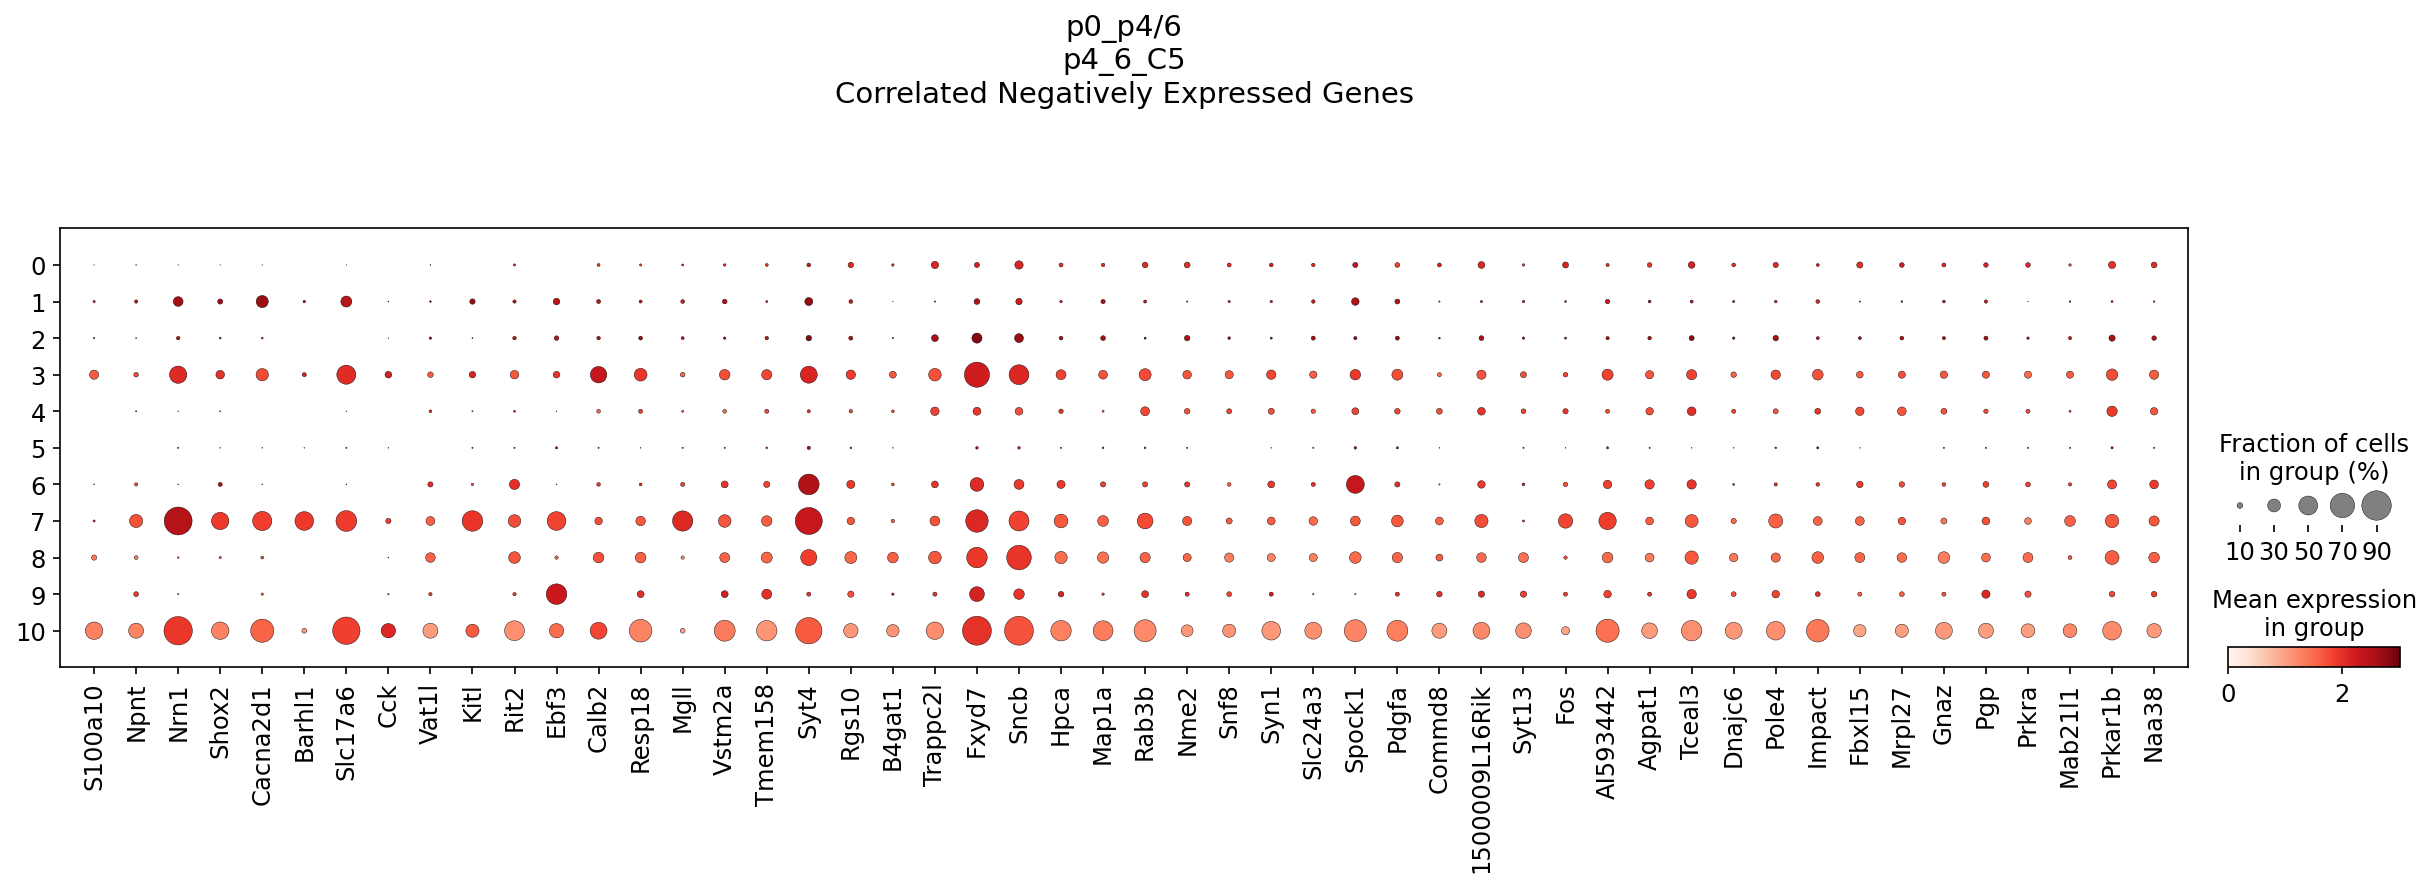 p0_p4/6
p4_6_C5
Correlated Negatively Expressed Genes
0
1
2
3
4
5
6
7
8
9
10
S100a10
Npnt
Nrn1
Shox2
Cacna2d1
Barhl1
Slc17a6
Cck
Vat1l
Kitl
Rit2
Ebf3
Calb2
Resp18
Mgll
Vstm2a
Tmem158
Syt4
Rgs10
B4gat1
Trappc2l
Fxyd7
Sncb
Hpca
Map1a
Rab3b
Nme2
Snf8
Syn1
Slc24a3
Spock1
Pdgfa
Commd8
1500009L16Rik
Syt13
Fos
AI593442
Agpat1
Tceal3
Dnajc6
Pole4
Impact
Fbxl15
Mrpl27
Gnaz
Pgp
Prkra
Mab21l1
Prkar1b
Naa38
Fraction of cells
in group (%)
10 30 50 70 90
Mean expression
in group
0 2